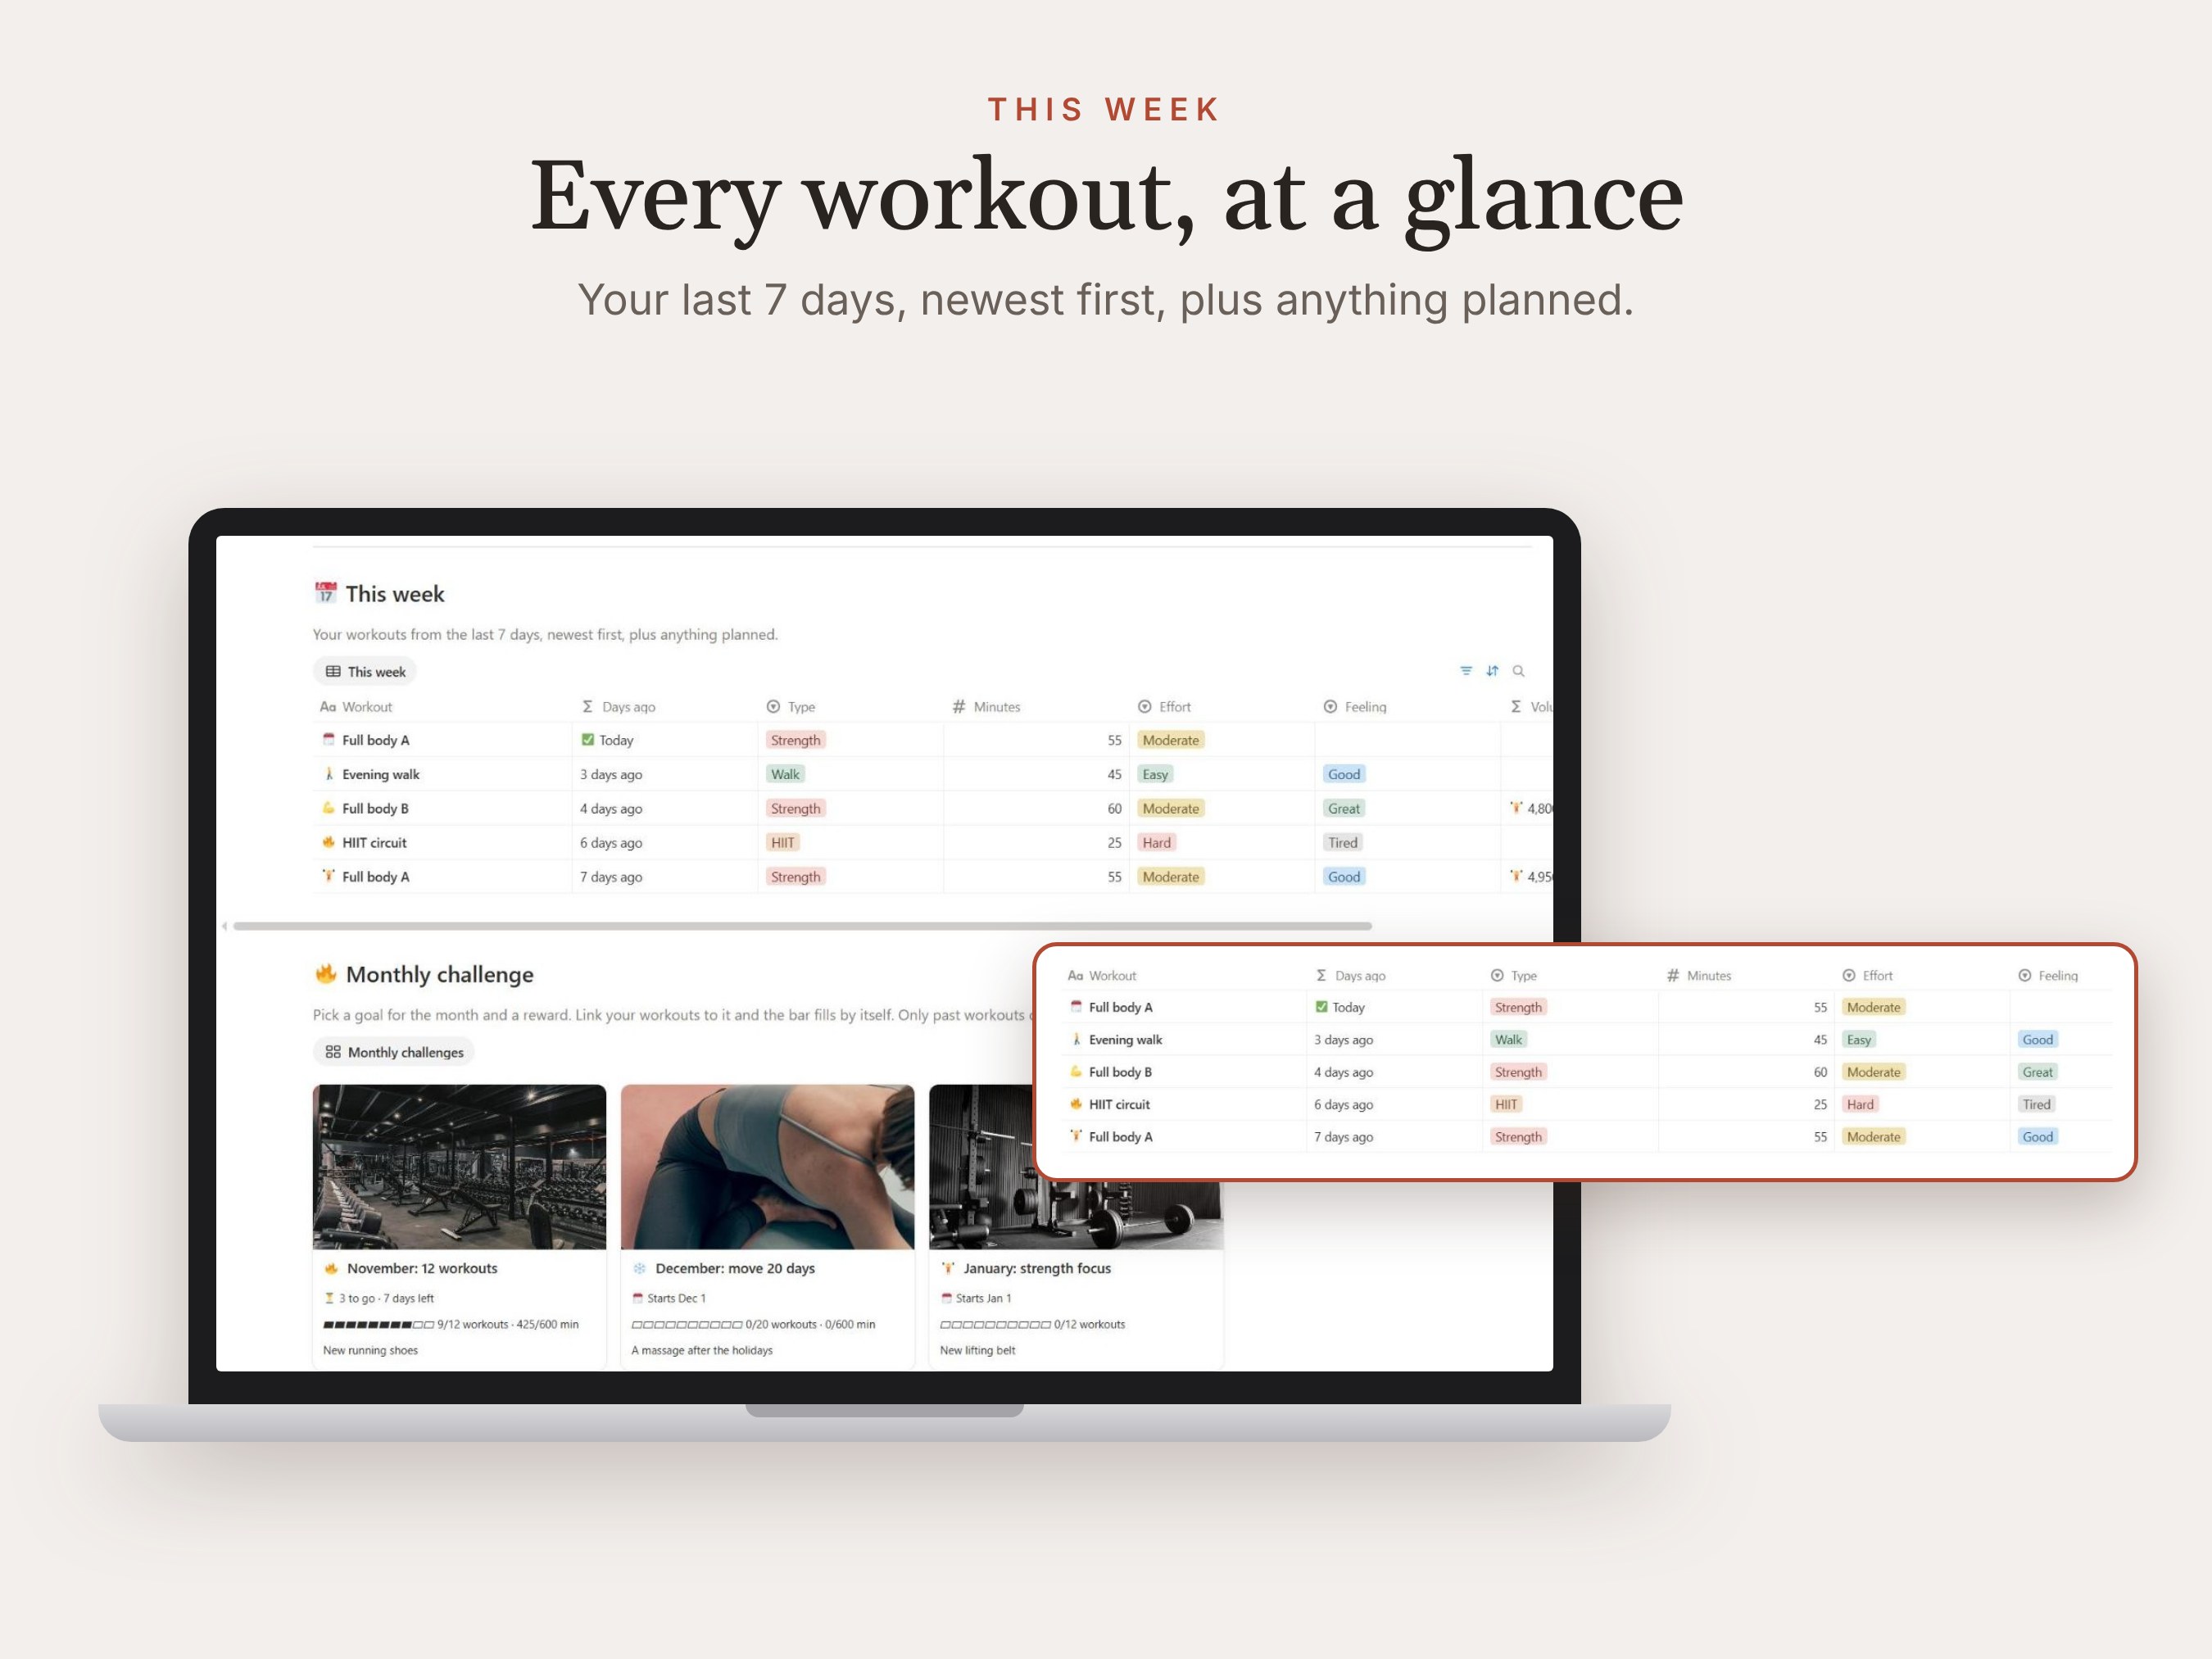 THIS WEEK
Every workout, at a glance
Your last 7 days, newest first, plus anything planned.
This week
Your workouts from the last 7 days, newest first, plus anything planned.
This week
Aa Workout Σ Days ago Type # Minutes Effort Feeling Σ Volu
Full body A Today Strength 55 Moderate
Evening walk 3 days ago Walk 45 Easy Good
Full body B 4 days ago Strength 60 Moderate Great 4,80
HIIT circuit 6 days ago HIIT 25 Hard Tired
Full body A 7 days ago Strength 55 Moderate Good 4,95
Monthly challenge
Pick a goal for the month and a reward. Link your workouts to it and the bar fills by itself. Only past workouts
Monthly challenges
November: 12 workouts
3 to go · 7 days left
9/12 workouts · 425/600 min
New running shoes
December: move 20 days
Starts Dec 1
0/20 workouts · 0/600 min
A massage after the holidays
January: strength focus
Starts Jan 1
0/12 workouts
New lifting belt
Aa Workout Σ Days ago Type # Minutes Effort Feeling
Full body A Today Strength 55 Moderate
Evening walk 3 days ago Walk 45 Easy Good
Full body B 4 days ago Strength 60 Moderate Great
HIIT circuit 6 days ago HIIT 25 Hard Tired
Full body A 7 days ago Strength 55 Moderate Good